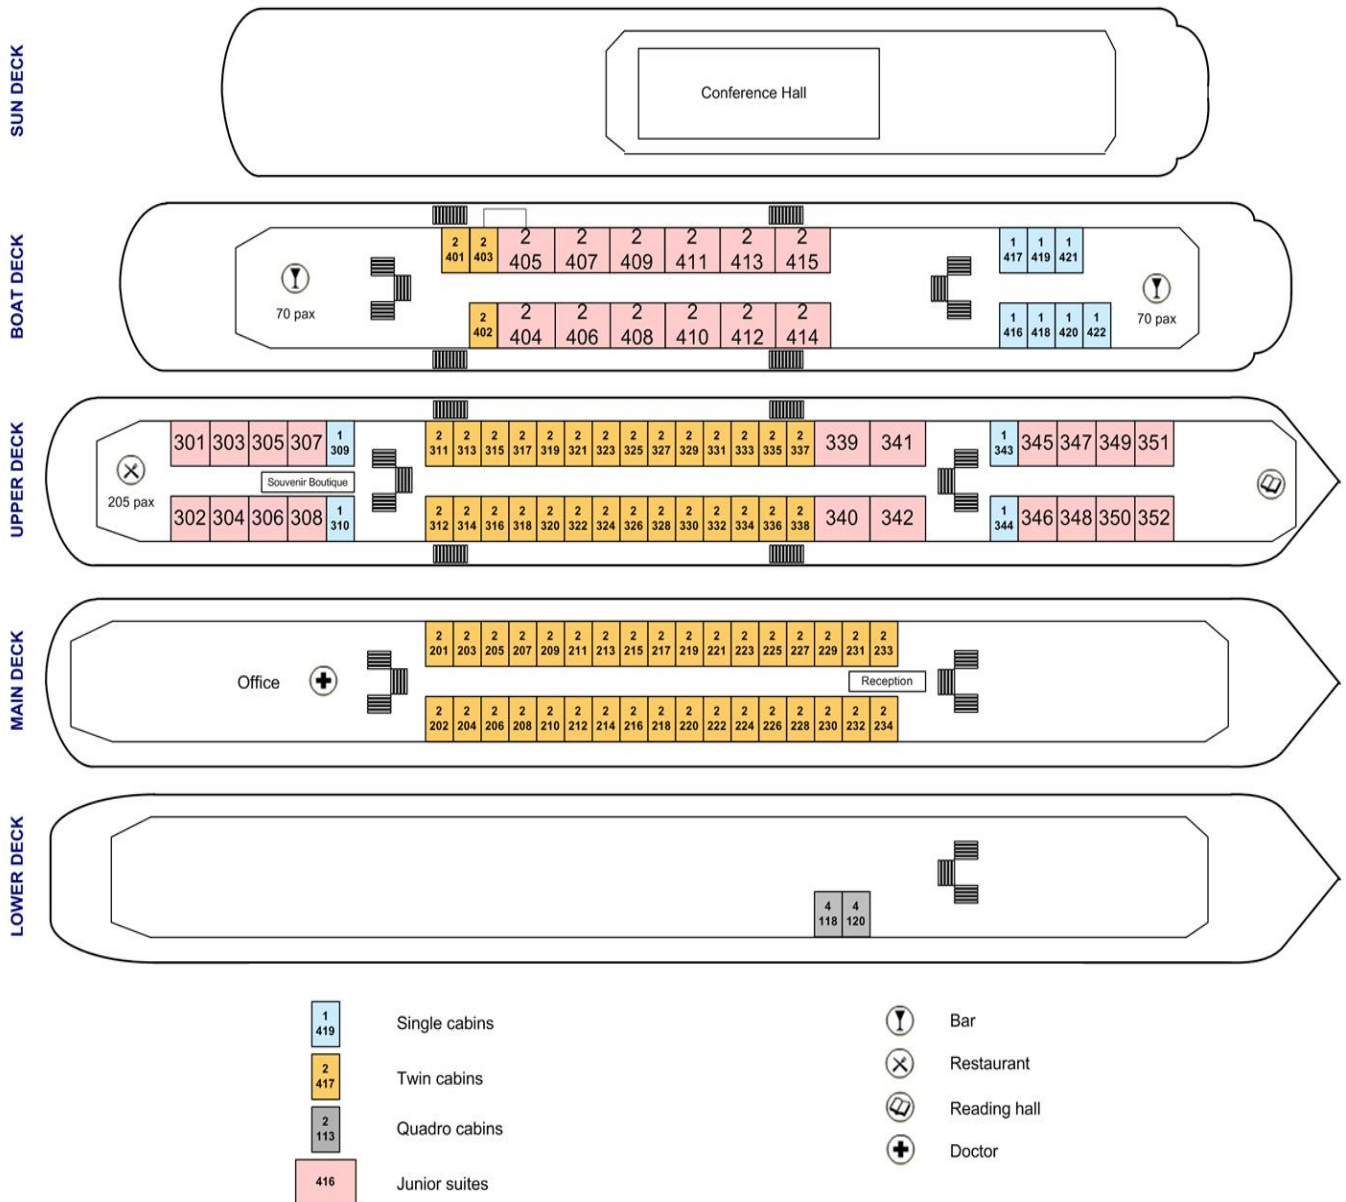 SUN DECK
Conference Hall
BOAT DECK
2 2 2 2 2 2 2 2
401 403 405 407 409 411 413 415
1 1 1
417 419 421
70 pax
70 pax
2 2 2 2 2 2 2
402 404 406 408 410 412 414
1 1 1 1
416 418 420 422
UPPER DECK
301 303 305 307 1 309
2 2 2 2 2 2 2 2 2 2 2 2 2 2
311 313 315 317 319 321 323 325 327 329 331 333 335 337
339 341
1 343 345 347 349 351
Souvenir Boutique
205 pax
302 304 306 308 1 310
2 2 2 2 2 2 2 2 2 2 2 2 2 2
312 314 316 318 320 322 324 326 328 330 332 334 336 338
340 342
1 344 346 348 350 352
MAIN DECK
2 2 2 2 2 2 2 2 2 2 2 2 2 2 2 2 2
201 203 205 207 209 211 213 215 217 219 221 223 225 227 229 231 233
Office
Reception
2 2 2 2 2 2 2 2 2 2 2 2 2 2 2 2 2
202 204 206 208 210 212 214 216 218 220 222 224 226 228 230 232 234
LOWER DECK
4 4
118 120
1
419
Single cabins
2
417
Twin cabins
2
113
Quadro cabins
416
Junior suites
Bar
Restaurant
Reading hall
Doctor